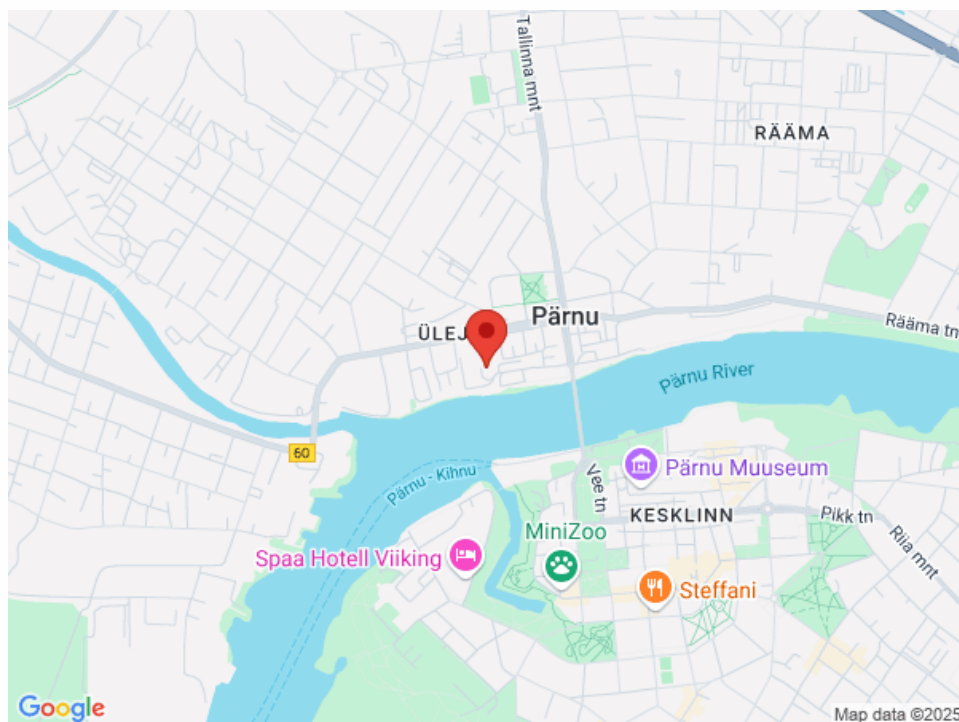 Tallinna mnt
RÄÄMA
Pärnu
ÜLEJ
Rääma tn
Pärnu River
60
Pärnu - Kihnu
Vee tn
Pärnu Muuseum
KESKLINN
Pikk tn
Riia mnt
MiniZoo
Spaa Hotell Viiking
Steffani
Google
Map data ©2025